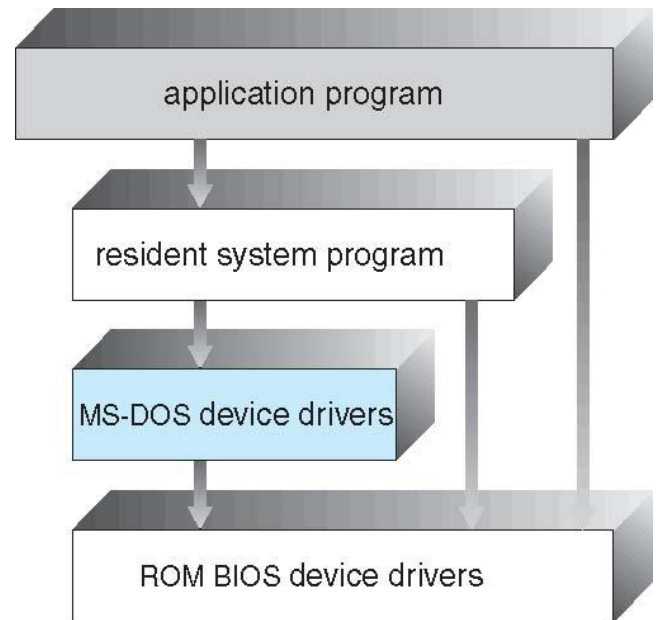 application program
resident system program
MS-DOS device drivers
ROM BIOS device drivers